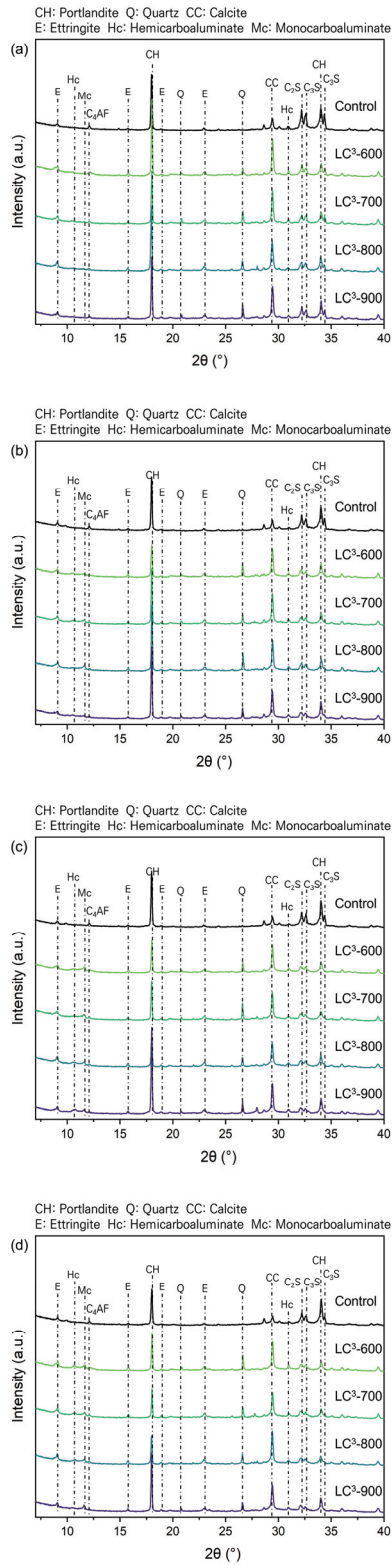 CH: Portlandite Q: Quartz CC: Calcite
E: Ettringite Hc: Hemicarboaluminate Mc: Monocarboaluminate
(a)
CH
E Hc Mc C₄AF E E Q E Q CC Hc C₂S C₃S CH C₃S
Control
LC³-600
LC³-700
LC³-800
LC³-900
Intensity (a.u.)
10 15 20 25 30 35 40
2θ (°)
CH: Portlandite Q: Quartz CC: Calcite
E: Ettringite Hc: Hemicarboaluminate Mc: Monocarboaluminate
(b)
E Hc Mc C₄AF E CH E Q E Q CC Hc C₂S C₃S CH C₃S
Control
LC³-600
LC³-700
LC³-800
LC³-900
Intensity (a.u.)
10 15 20 25 30 35 40
2θ (°)
CH: Portlandite Q: Quartz CC: Calcite
E: Ettringite Hc: Hemicarboaluminate Mc: Monocarboaluminate
(c)
E Hc Mc C₄AF E CH E Q E Q CC Hc C₂S C₃S CH C₃S
Control
LC³-600
LC³-700
LC³-800
LC³-900
Intensity (a.u.)
10 15 20 25 30 35 40
2θ (°)
CH: Portlandite Q: Quartz CC: Calcite
E: Ettringite Hc: Hemicarboaluminate Mc: Monocarboaluminate
(d)
E Hc Mc C₄AF E CH E Q E Q CC Hc C₂S C₃S CH C₃S
Control
LC³-600
LC³-700
LC³-800
LC³-900
Intensity (a.u.)
10 15 20 25 30 35 40
2θ (°)